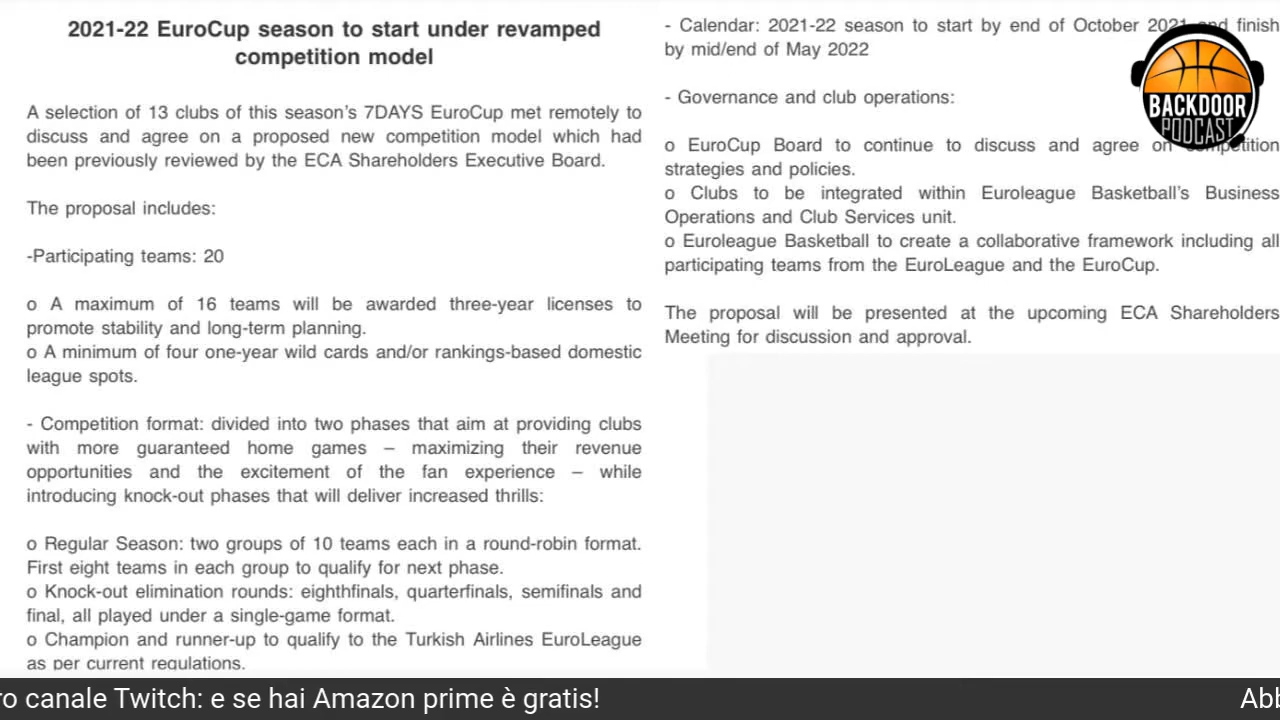 2021-22 EuroCup season to start under revamped
competition model
A selection of 13 clubs of this season's 7DAYS EuroCup met remotely to
discuss and agree on a proposed new competition model which had
been previously reviewed by the ECA Shareholders Executive Board.
The proposal includes:
-Participating teams: 20
o A maximum of 16 teams will be awarded three-year licenses to
promote stability and long-term planning.
o A minimum of four one-year wild cards and/or rankings-based domestic
league spots.
- Competition format: divided into two phases that aim at providing clubs
with more guaranteed home games – maximizing their revenue
opportunities and the excitement of the fan experience – while
introducing knock-out phases that will deliver increased thrills:
o Regular Season: two groups of 10 teams each in a round-robin format.
First eight teams in each group to qualify for next phase.
o Knock-out elimination rounds: eighthfinals, quarterfinals, semifinals and
final, all played under a single-game format.
o Champion and runner-up to qualify to the Turkish Airlines EuroLeague
as per current regulations.
- Calendar: 2021-22 season to start by end of October 2021 and finish
by mid/end of May 2022
- Governance and club operations:
o EuroCup Board to continue to discuss and agree on competition
strategies and policies.
o Clubs to be integrated within Euroleague Basketball's Business
Operations and Club Services unit.
o Euroleague Basketball to create a collaborative framework including all
participating teams from the EuroLeague and the EuroCup.
The proposal will be presented at the upcoming ECA Shareholders
Meeting for discussion and approval.
BACKDOOR
PODCAST
ro canale Twitch: e se hai Amazon prime è gratis!
Abb